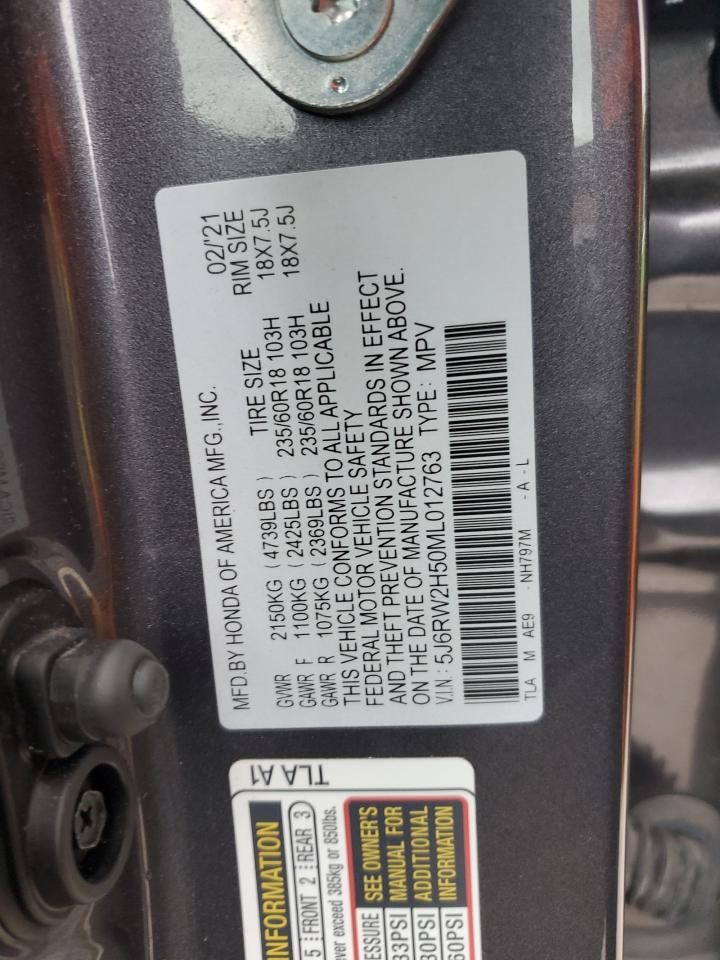 MFD.BY HONDA OF AMERICA MFG.,INC. 02/'21
TIRE SIZE RIM SIZE
GVWR 2150KG (4739LBS)
GAWR F 1100KG (2425LBS) 235/60R18 103H 18X7.5J
GAWR R 1075KG (2369LBS) 235/60R18 103H 18X7.5J
THIS VEHICLE CONFORMS TO ALL APPLICABLE
FEDERAL MOTOR VEHICLE SAFETY
AND THEFT PREVENTION STANDARDS IN EFFECT
ON THE DATE OF MANUFACTURE SHOWN ABOVE.
V.I.N.: 5J6RW2H50ML012763 TYPE: MPV
TLA M AE9 - NH797M - A - L
TLA A1
INFORMATION
5 FRONT 2 REAR 3
exceed 385kg or 850lbs.
SEE OWNER'S
MANUAL FOR
ADDITIONAL
INFORMATION
33PSI
60PSI